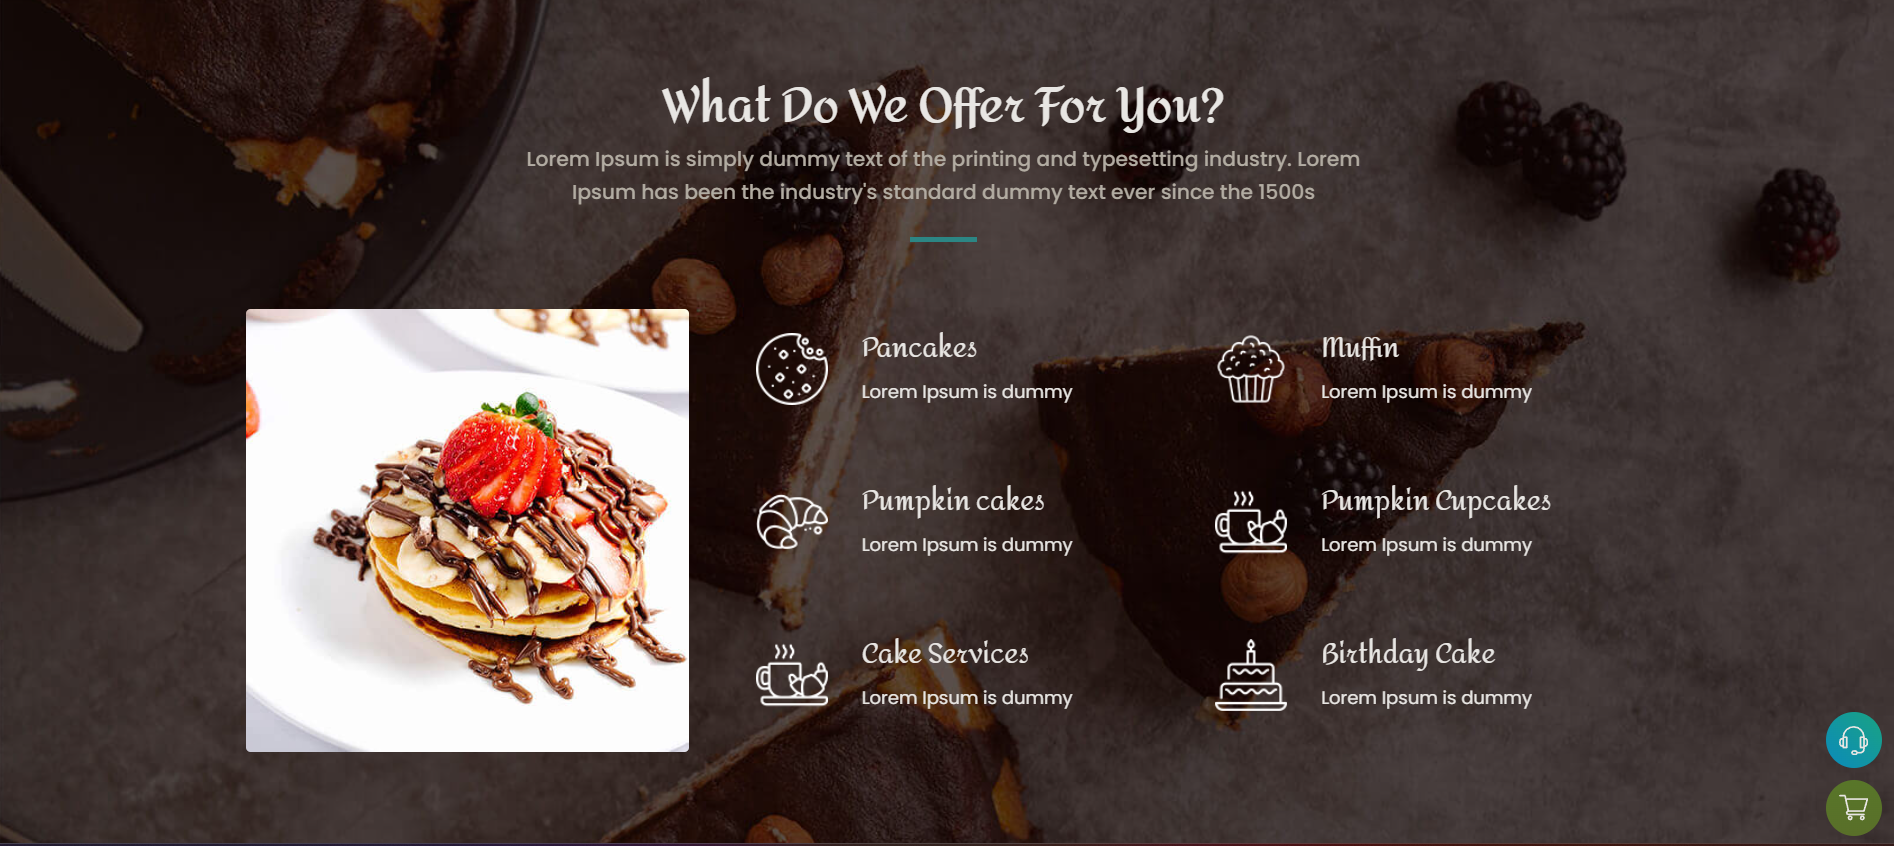 What Do We Offer For You?
Lorem Ipsum is simply dummy text of the printing and typesetting industry. Lorem
Ipsum has been the industry's standard dummy text ever since the 1500s
Pancakes
Lorem Ipsum is dummy
Muffin
Lorem Ipsum is dummy
Pumpkin cakes
Lorem Ipsum is dummy
Pumpkin Cupcakes
Lorem Ipsum is dummy
Cake Services
Lorem Ipsum is dummy
Birthday Cake
Lorem Ipsum is dummy